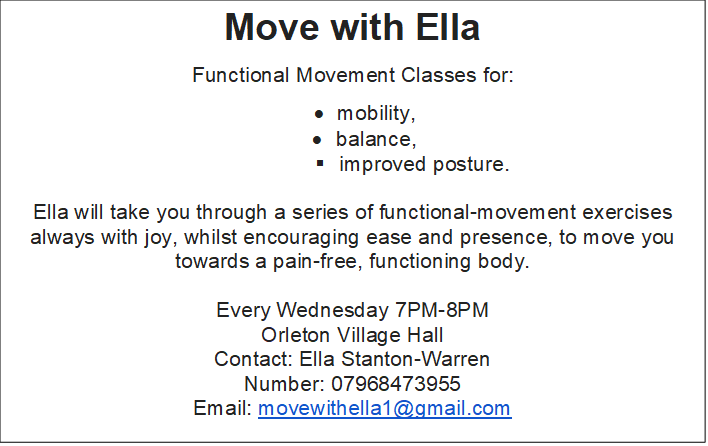 Move with Ella
Functional Movement Classes for:
• mobility,
• balance,
▪ improved posture.
Ella will take you through a series of functional-movement exercises
always with joy, whilst encouraging ease and presence, to move you
towards a pain-free, functioning body.
Every Wednesday 7PM-8PM
Orleton Village Hall
Contact: Ella Stanton-Warren
Number: 07968473955
Email: movewithella1@gmail.com